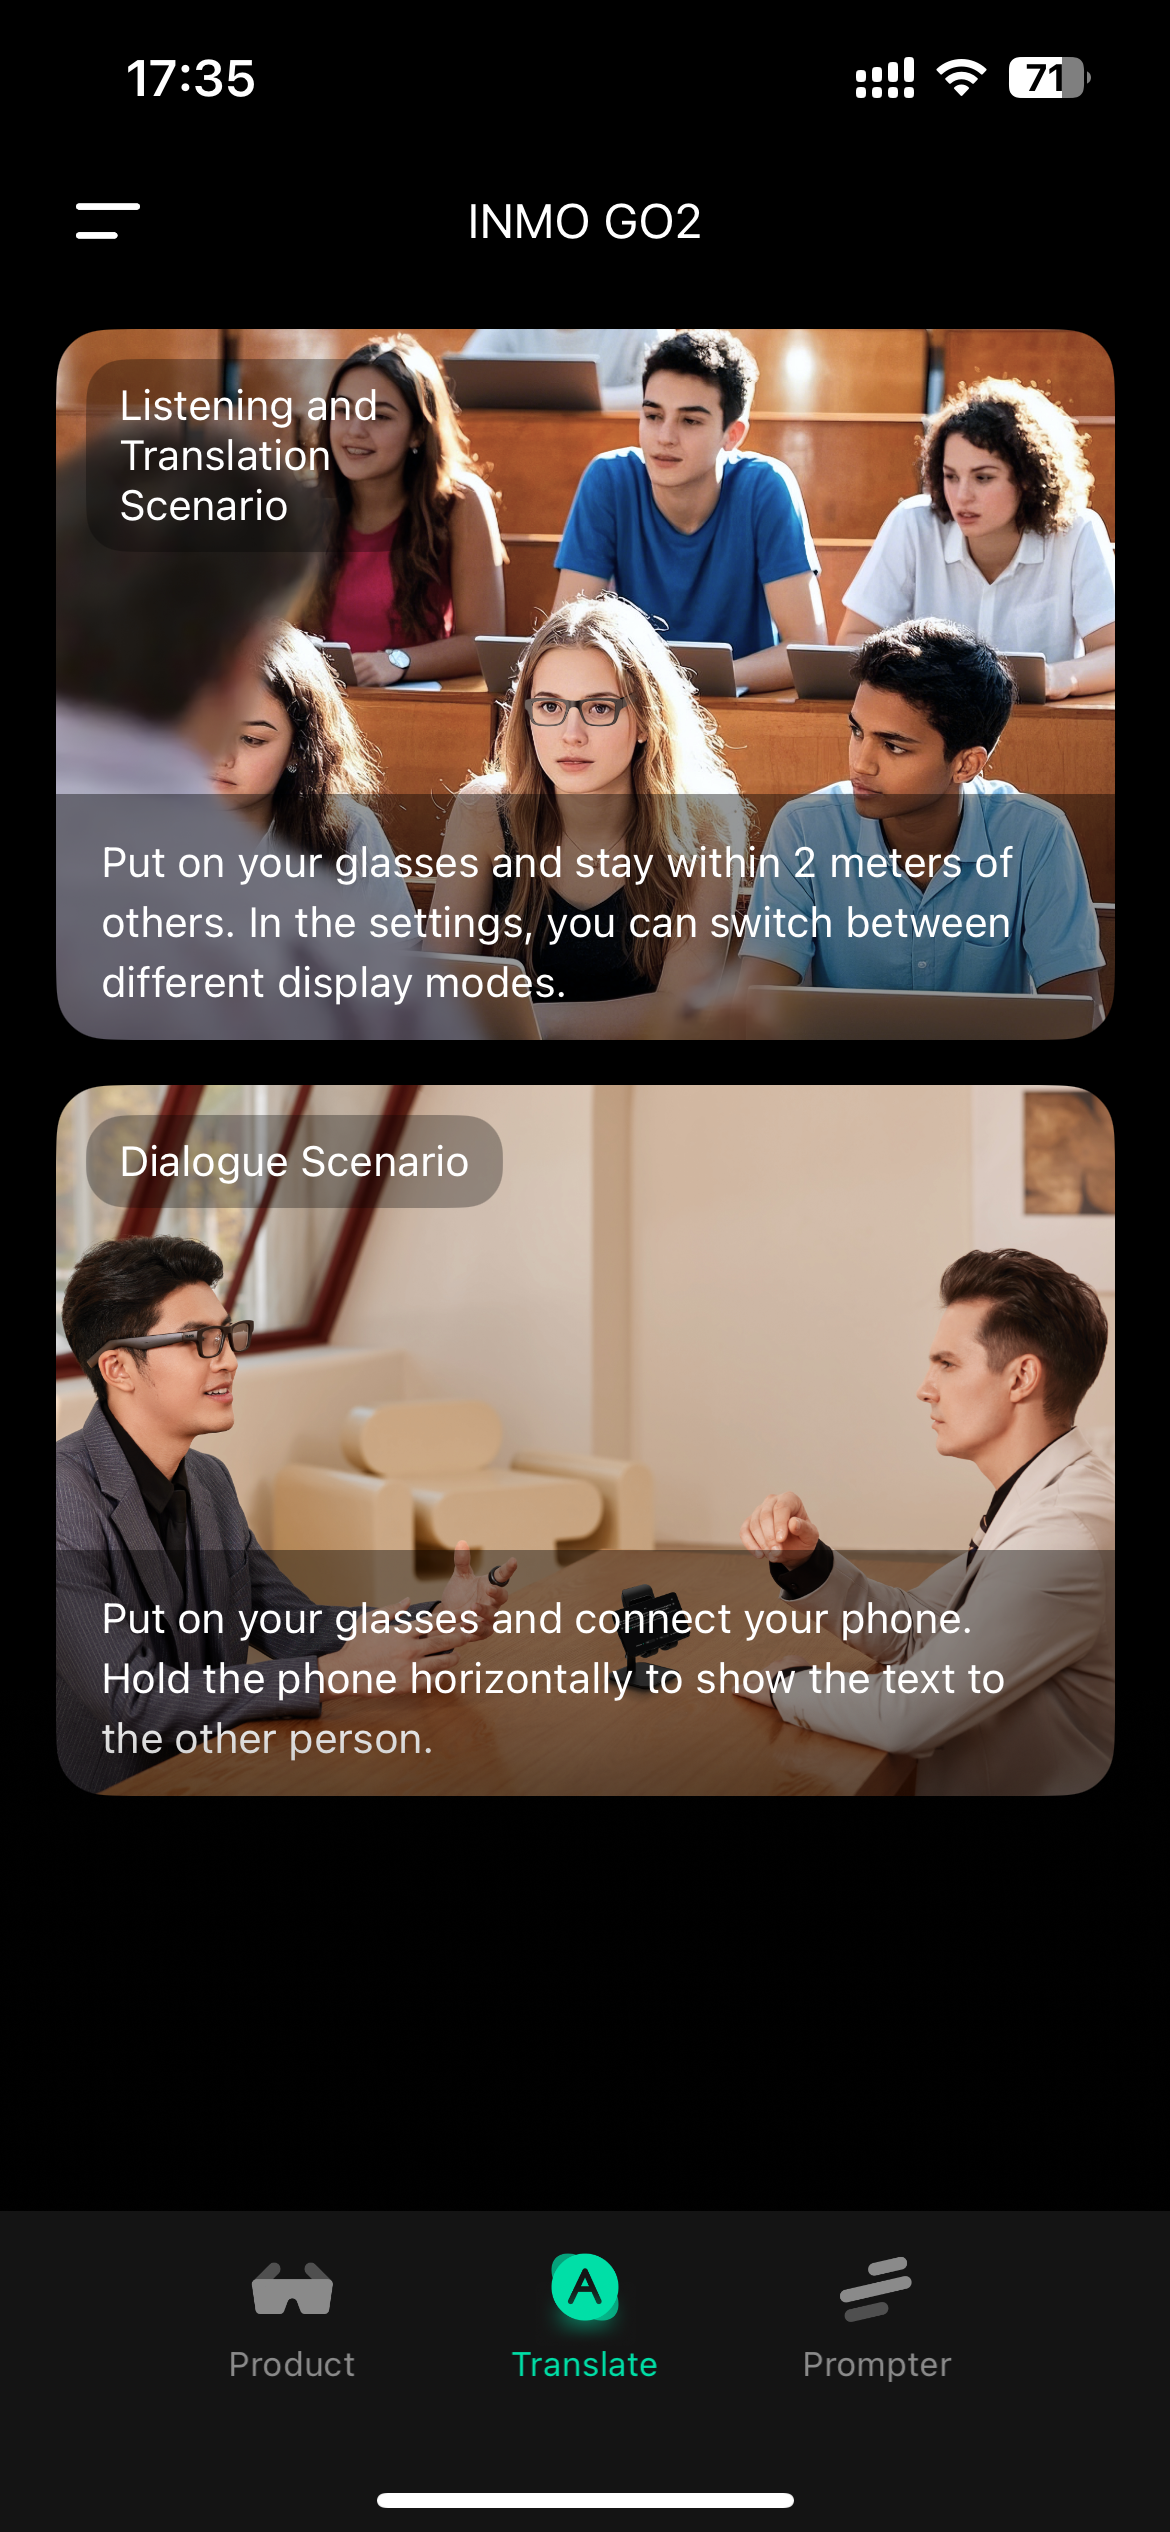 17:35
71
INMO GO2
Listening and
Translation
Scenario
Put on your glasses and stay within 2 meters of
others. In the settings, you can switch between
different display modes.
Dialogue Scenario
Put on your glasses and connect your phone.
Hold the phone horizontally to show the text to
the other person.
A
Product
Translate
Prompter